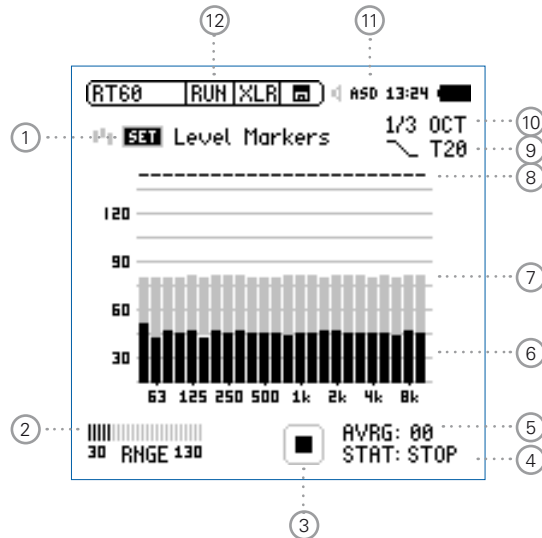 12 11
RT60 RUN XLR ASD 13:24
1 SET Level Markers 1/3 OCT 10
T20 9
8
120
90
7
60
6
30
63 125 250 500 1k 2k 4k 8k
2 AVRG: 00 5
30 RNGE 130 STAT: STOP 4
3